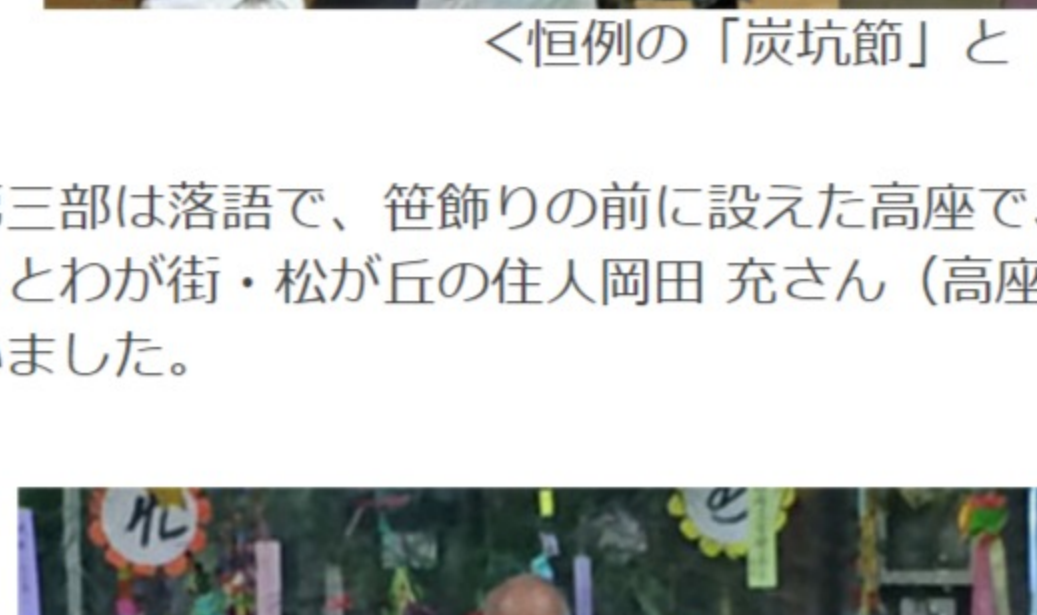 ＜恒例の「炭坑節」と
三部は落語で、笹飾りの前に設えた高座で、
とわが街・松が丘の住人岡田 充さん（高座
いました。